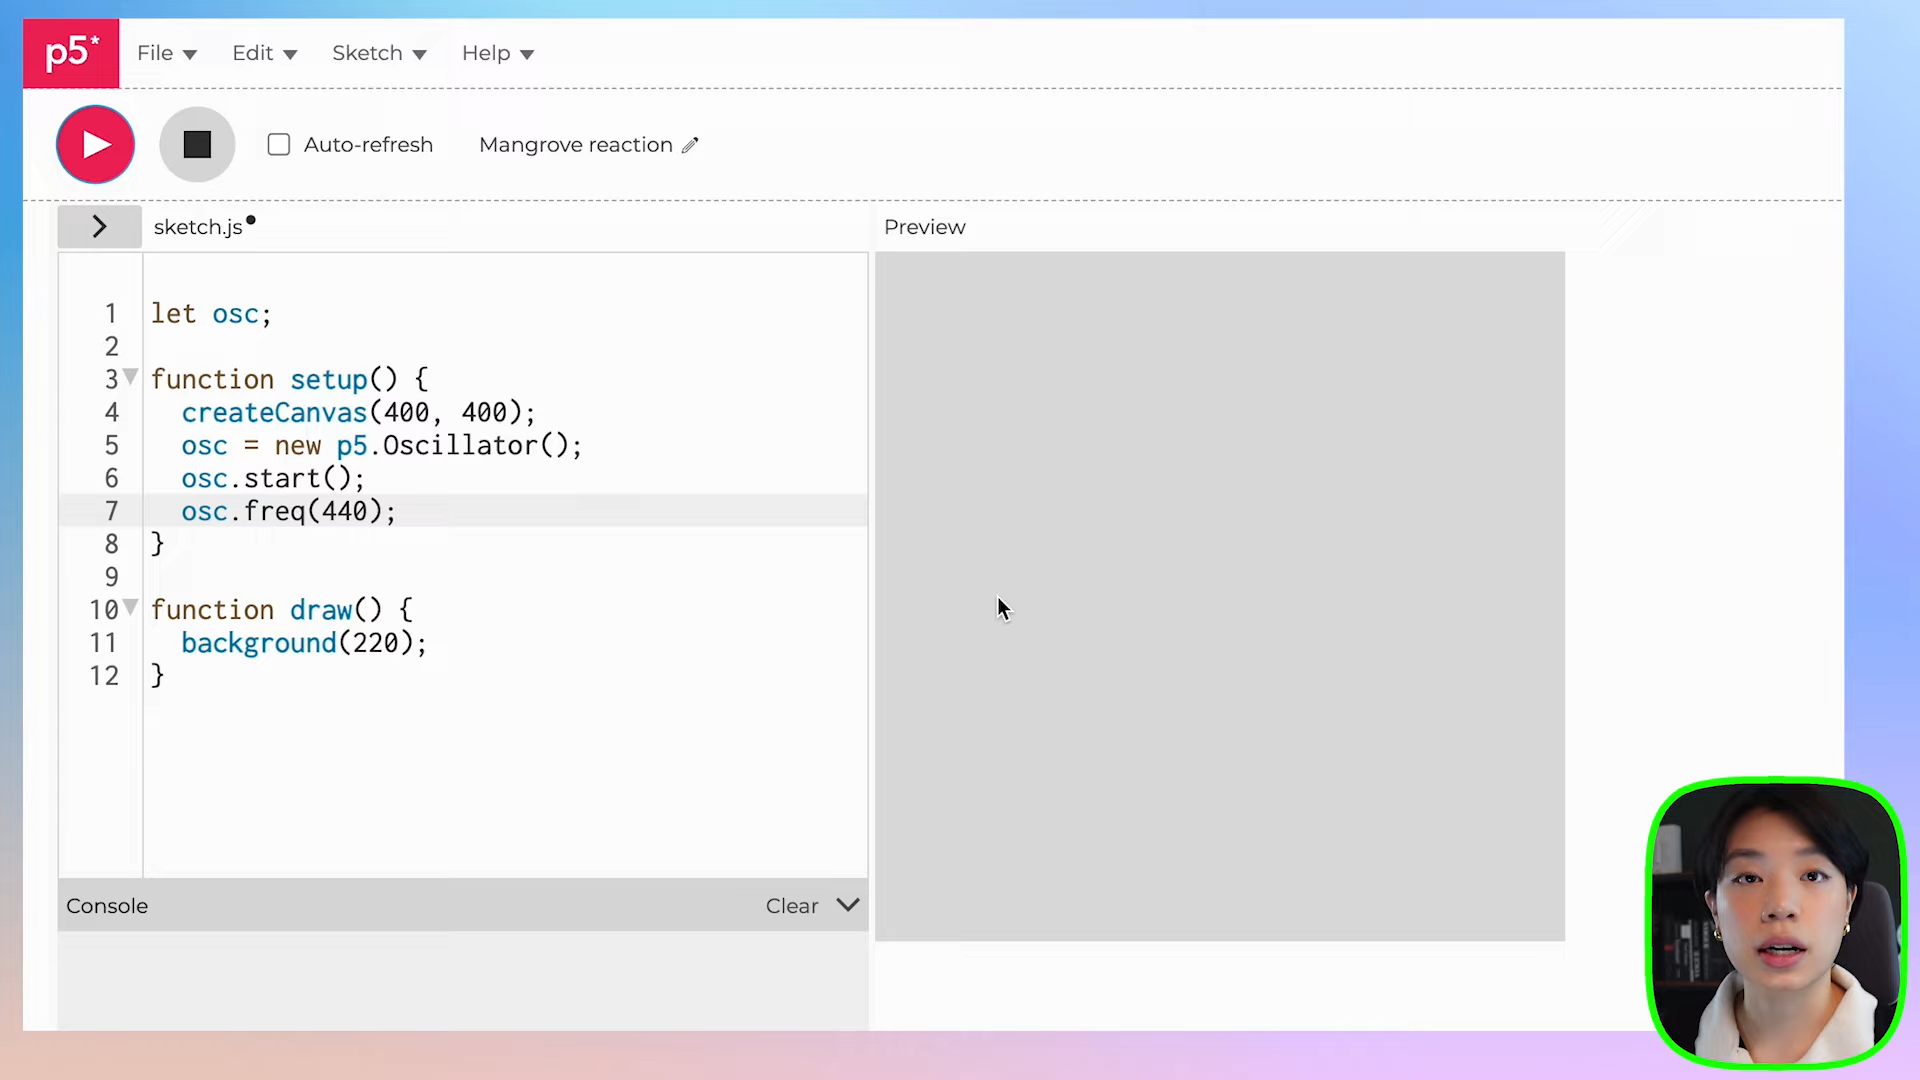 p5* File Edit Sketch Help
Auto-refresh Mangrove reaction
sketch.js Preview
1 let osc;
2
3 function setup() {
4 createCanvas(400, 400);
5 osc = new p5.Oscillator();
6 osc.start();
7 osc.freq(440);
8 }
9
10 function draw() {
11 background(220);
12 }
Console Clear